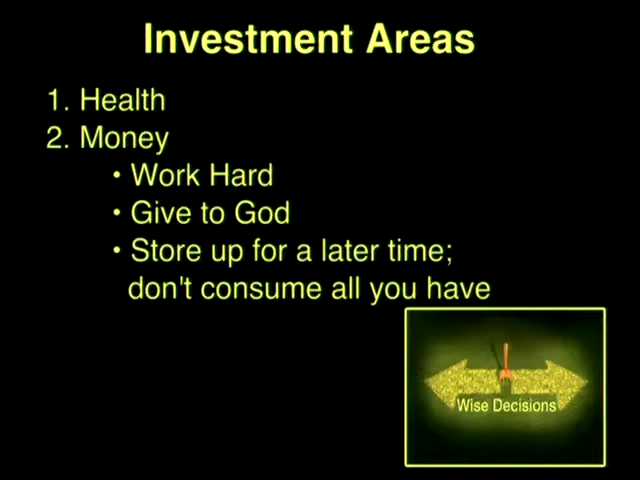 Investment Areas
1. Health
2. Money
• Work Hard
• Give to God
• Store up for a later time;
don't consume all you have
Wise Decisions